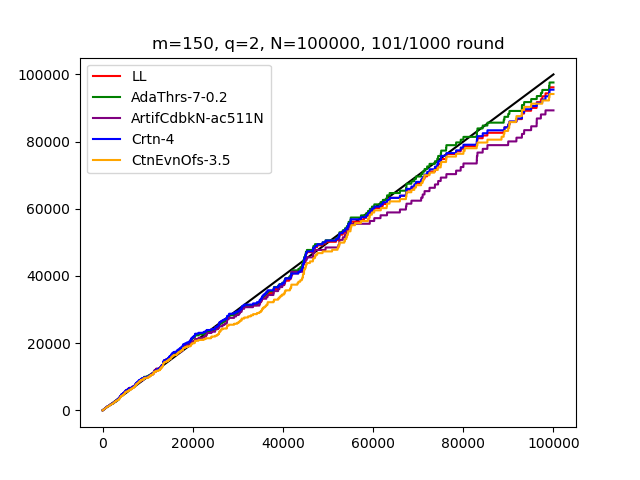 m=150, q=2, N=100000, 101/1000 round
100000
80000
60000
40000
20000
0
LL
AdaThrs-7-0.2
ArtifCdbkN-ac511N
Crtn-4
CtnEvnOfs-3.5
0 20000 40000 60000 80000 100000